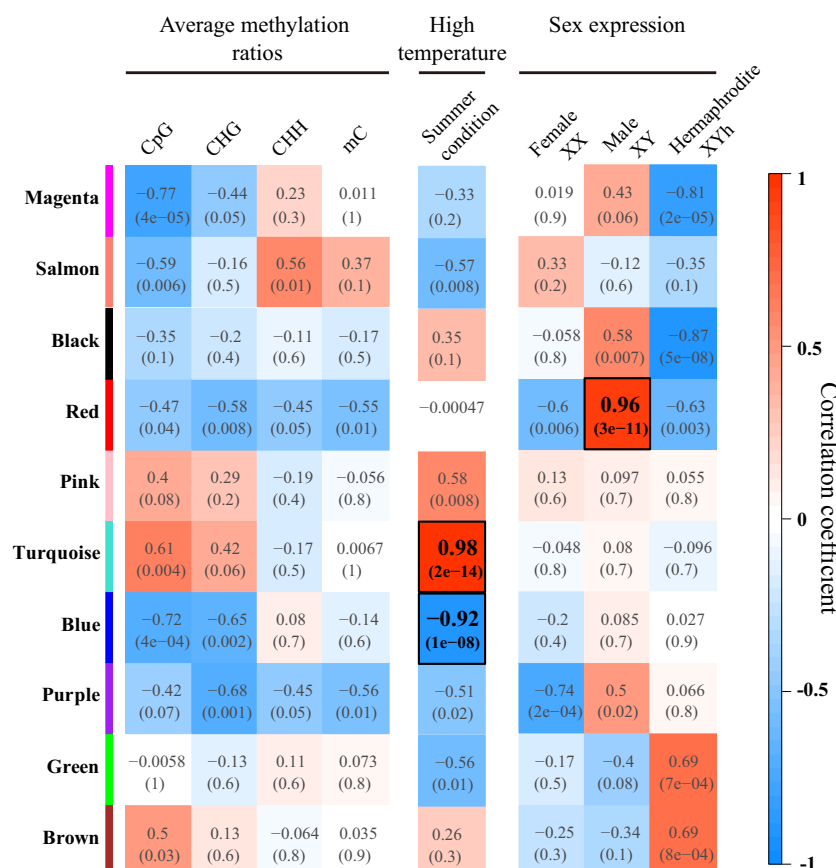 Average methylation
ratios
High
temperature
Sex expression
CpG
CHG
CHH
mC
Summer
condition
Female
XX
Male
XY
Hermaphrodite
XYh
Magenta
−0.77 −0.44 0.23 0.011 −0.33 0.019 0.43 −0.81
(4e−05) (0.05) (0.3) (1) (0.2) (0.9) (0.06) (2e−05)
Salmon
−0.59 −0.16 0.56 0.37 −0.57 0.33 −0.12 −0.35
(0.006) (0.5) (0.01) (0.1) (0.008) (0.2) (0.6) (0.1)
Black
−0.35 −0.2 −0.11 −0.17 0.35 −0.058 0.58 −0.87
(0.1) (0.4) (0.6) (0.5) (0.1) (0.8) (0.007) (5e−08)
Red
−0.47 −0.58 −0.45 −0.55 −0.00047 −0.6 0.96 −0.63
(0.04) (0.008) (0.05) (0.01) (0.006) (3e−11) (0.003)
Pink
0.4 0.29 −0.19 −0.056 0.58 0.13 0.097 0.055
(0.08) (0.2) (0.4) (0.8) (0.008) (0.6) (0.7) (0.8)
Turquoise
0.61 0.42 −0.17 0.0067 0.98 −0.048 0.08 −0.096
(0.004) (0.06) (0.5) (1) (2e−14) (0.8) (0.7) (0.7)
Blue
−0.72 −0.65 0.08 −0.14 −0.92 −0.2 0.085 0.027
(4e−04) (0.002) (0.7) (0.6) (1e−08) (0.4) (0.7) (0.9)
Purple
−0.42 −0.68 −0.45 −0.56 −0.51 −0.74 0.5 0.066
(0.07) (0.001) (0.05) (0.01) (0.02) (2e−04) (0.02) (0.8)
Green
−0.0058 −0.13 0.11 0.073 −0.56 −0.17 −0.4 0.69
(1) (0.6) (0.6) (0.8) (0.01) (0.5) (0.08) (7e−04)
Brown
0.5 0.13 −0.064 0.035 0.26 −0.25 −0.34 0.69
(0.03) (0.6) (0.8) (0.9) (0.3) (0.3) (0.1) (8e−04)
1
0.5
0
-0.5
-1
Correlation coefficient